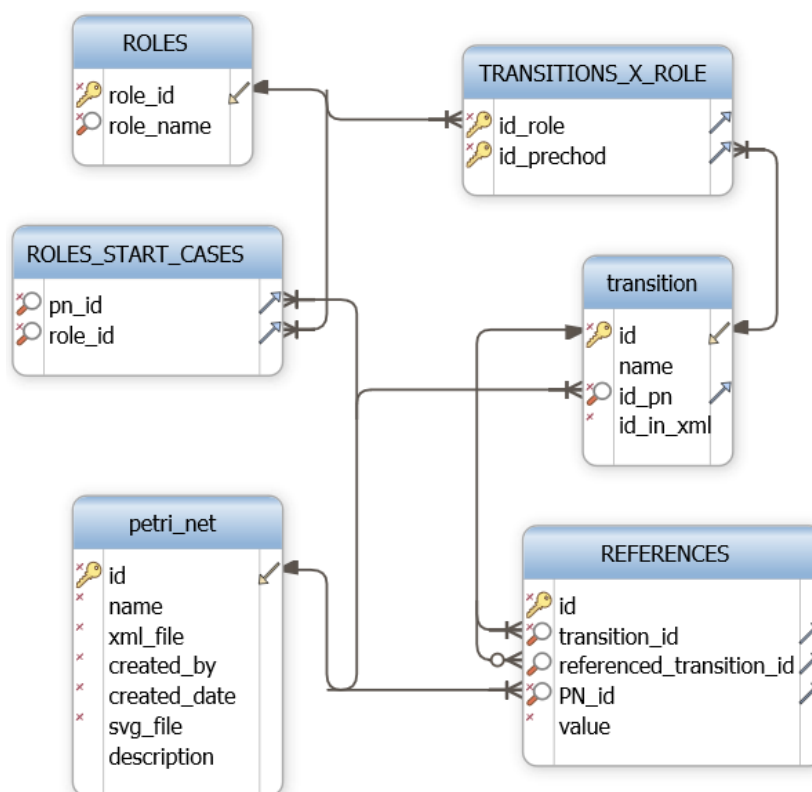 ROLES
role_id
role_name
TRANSITIONS_X_ROLE
id_role
id_prechod
ROLES_START_CASES
pn_id
role_id
transition
id
name
id_pn
id_in_xml
petri_net
id
name
xml_file
created_by
created_date
svg_file
description
REFERENCES
id
transition_id
referenced_transition_id
PN_id
value